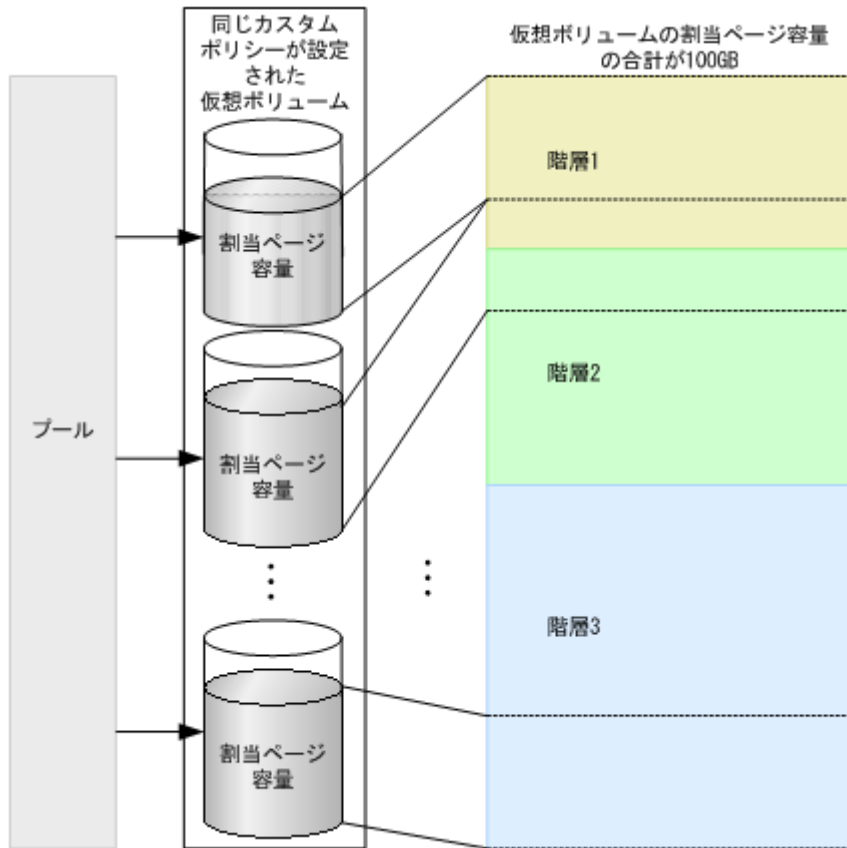 同じカスタム
ポリシーが設定
された
仮想ボリューム
仮想ボリュームの割当ページ容量
の合計が100GB
プール
割当ページ
容量
割当ページ
容量
割当ページ
容量
階層1
階層2
階層3